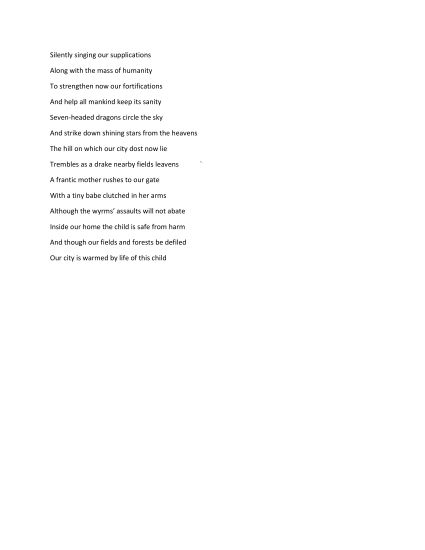 Silently singing our supplications
Along with the mass of humanity
To strengthen now our fortifications
And help all mankind keep its sanity
Seven-headed dragons circle the sky
And strike down shining stars from the heavens
The hill on which our city dost now lie
Trembles as a drake nearby fields leavens `
A frantic mother rushes to our gate
With a tiny babe clutched in her arms
Although the wyrms' assaults will not abate
Inside our home the child is safe from harm
And though our fields and forests be defiled
Our city is warmed by life of this child